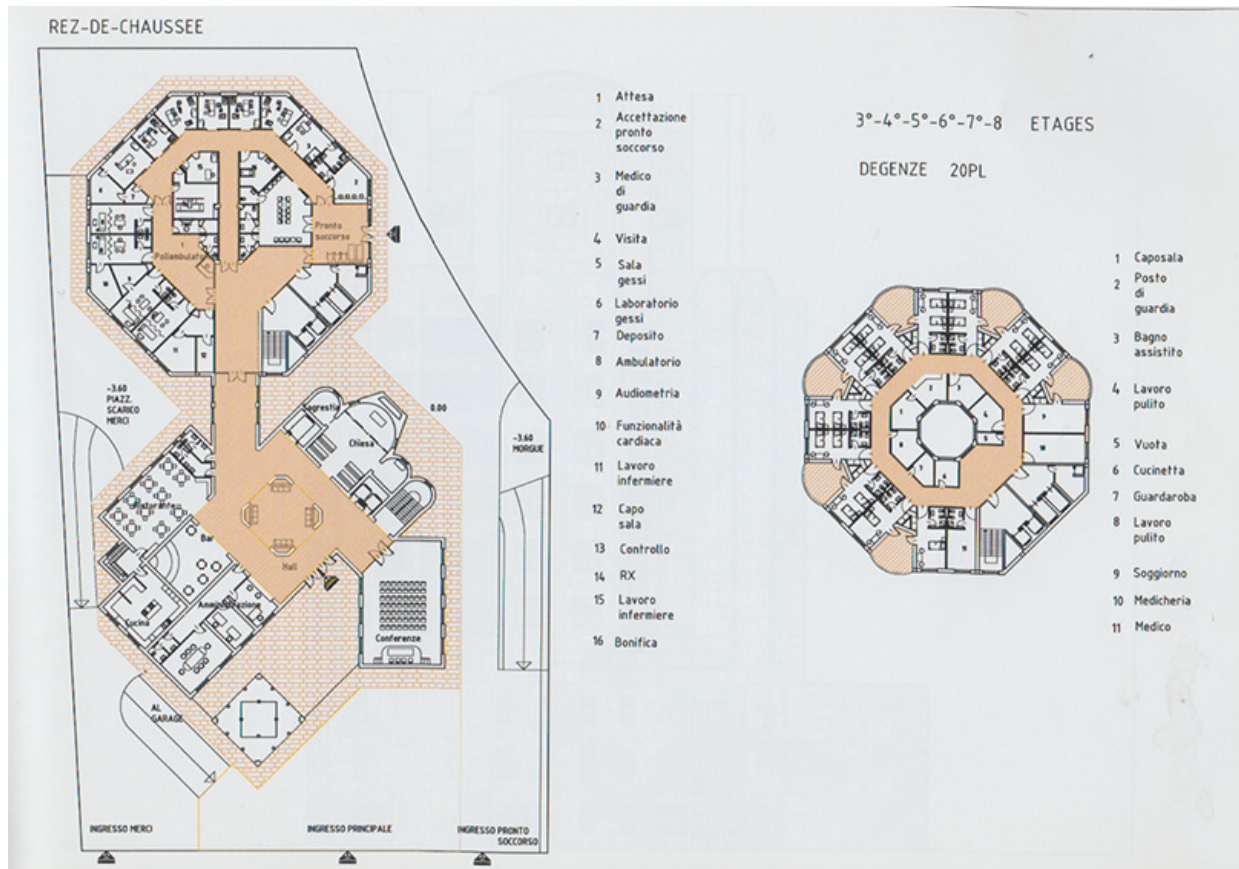 REZ-DE-CHAUSSEE
1 Attesa
2 Accettazione
pronto
soccorso
3 Medico
di
guardia
4 Visita
5 Sala
gessi
6 Laboratorio
gessi
7 Deposito
8 Ambulatorio
9 Audiometria
10 Funzionalità
cardiaca
11 Lavoro
infermiere
12 Capo
sala
13 Controllo
14 RX
15 Lavoro
infermiere
16 Bonifica
3°-4°-5°-6°-7°-8 ETAGES
DEGENZE 20PL
1 Caposala
2 Posto
di
guardia
3 Bagno
assistito
4 Lavoro
pulito
5 Vuota
6 Cucinetta
7 Guardaroba
8 Lavoro
pulito
9 Soggiorno
10 Medicheria
11 Medico
Pronto
soccorso
1
Poliambulato
-3.60
PIAZZ.
SCARICO
MERCI
Sagrestia
Chiesa
0.00
-3.60
MORGUE
Ristorante
Bar
Hall
Amministrazione
Cucina
Conferenze
AL
GARAGE
INGRESSO MERCI
INGRESSO PRINCIPALE
INGRESSO PRONTO
SOCCORSO